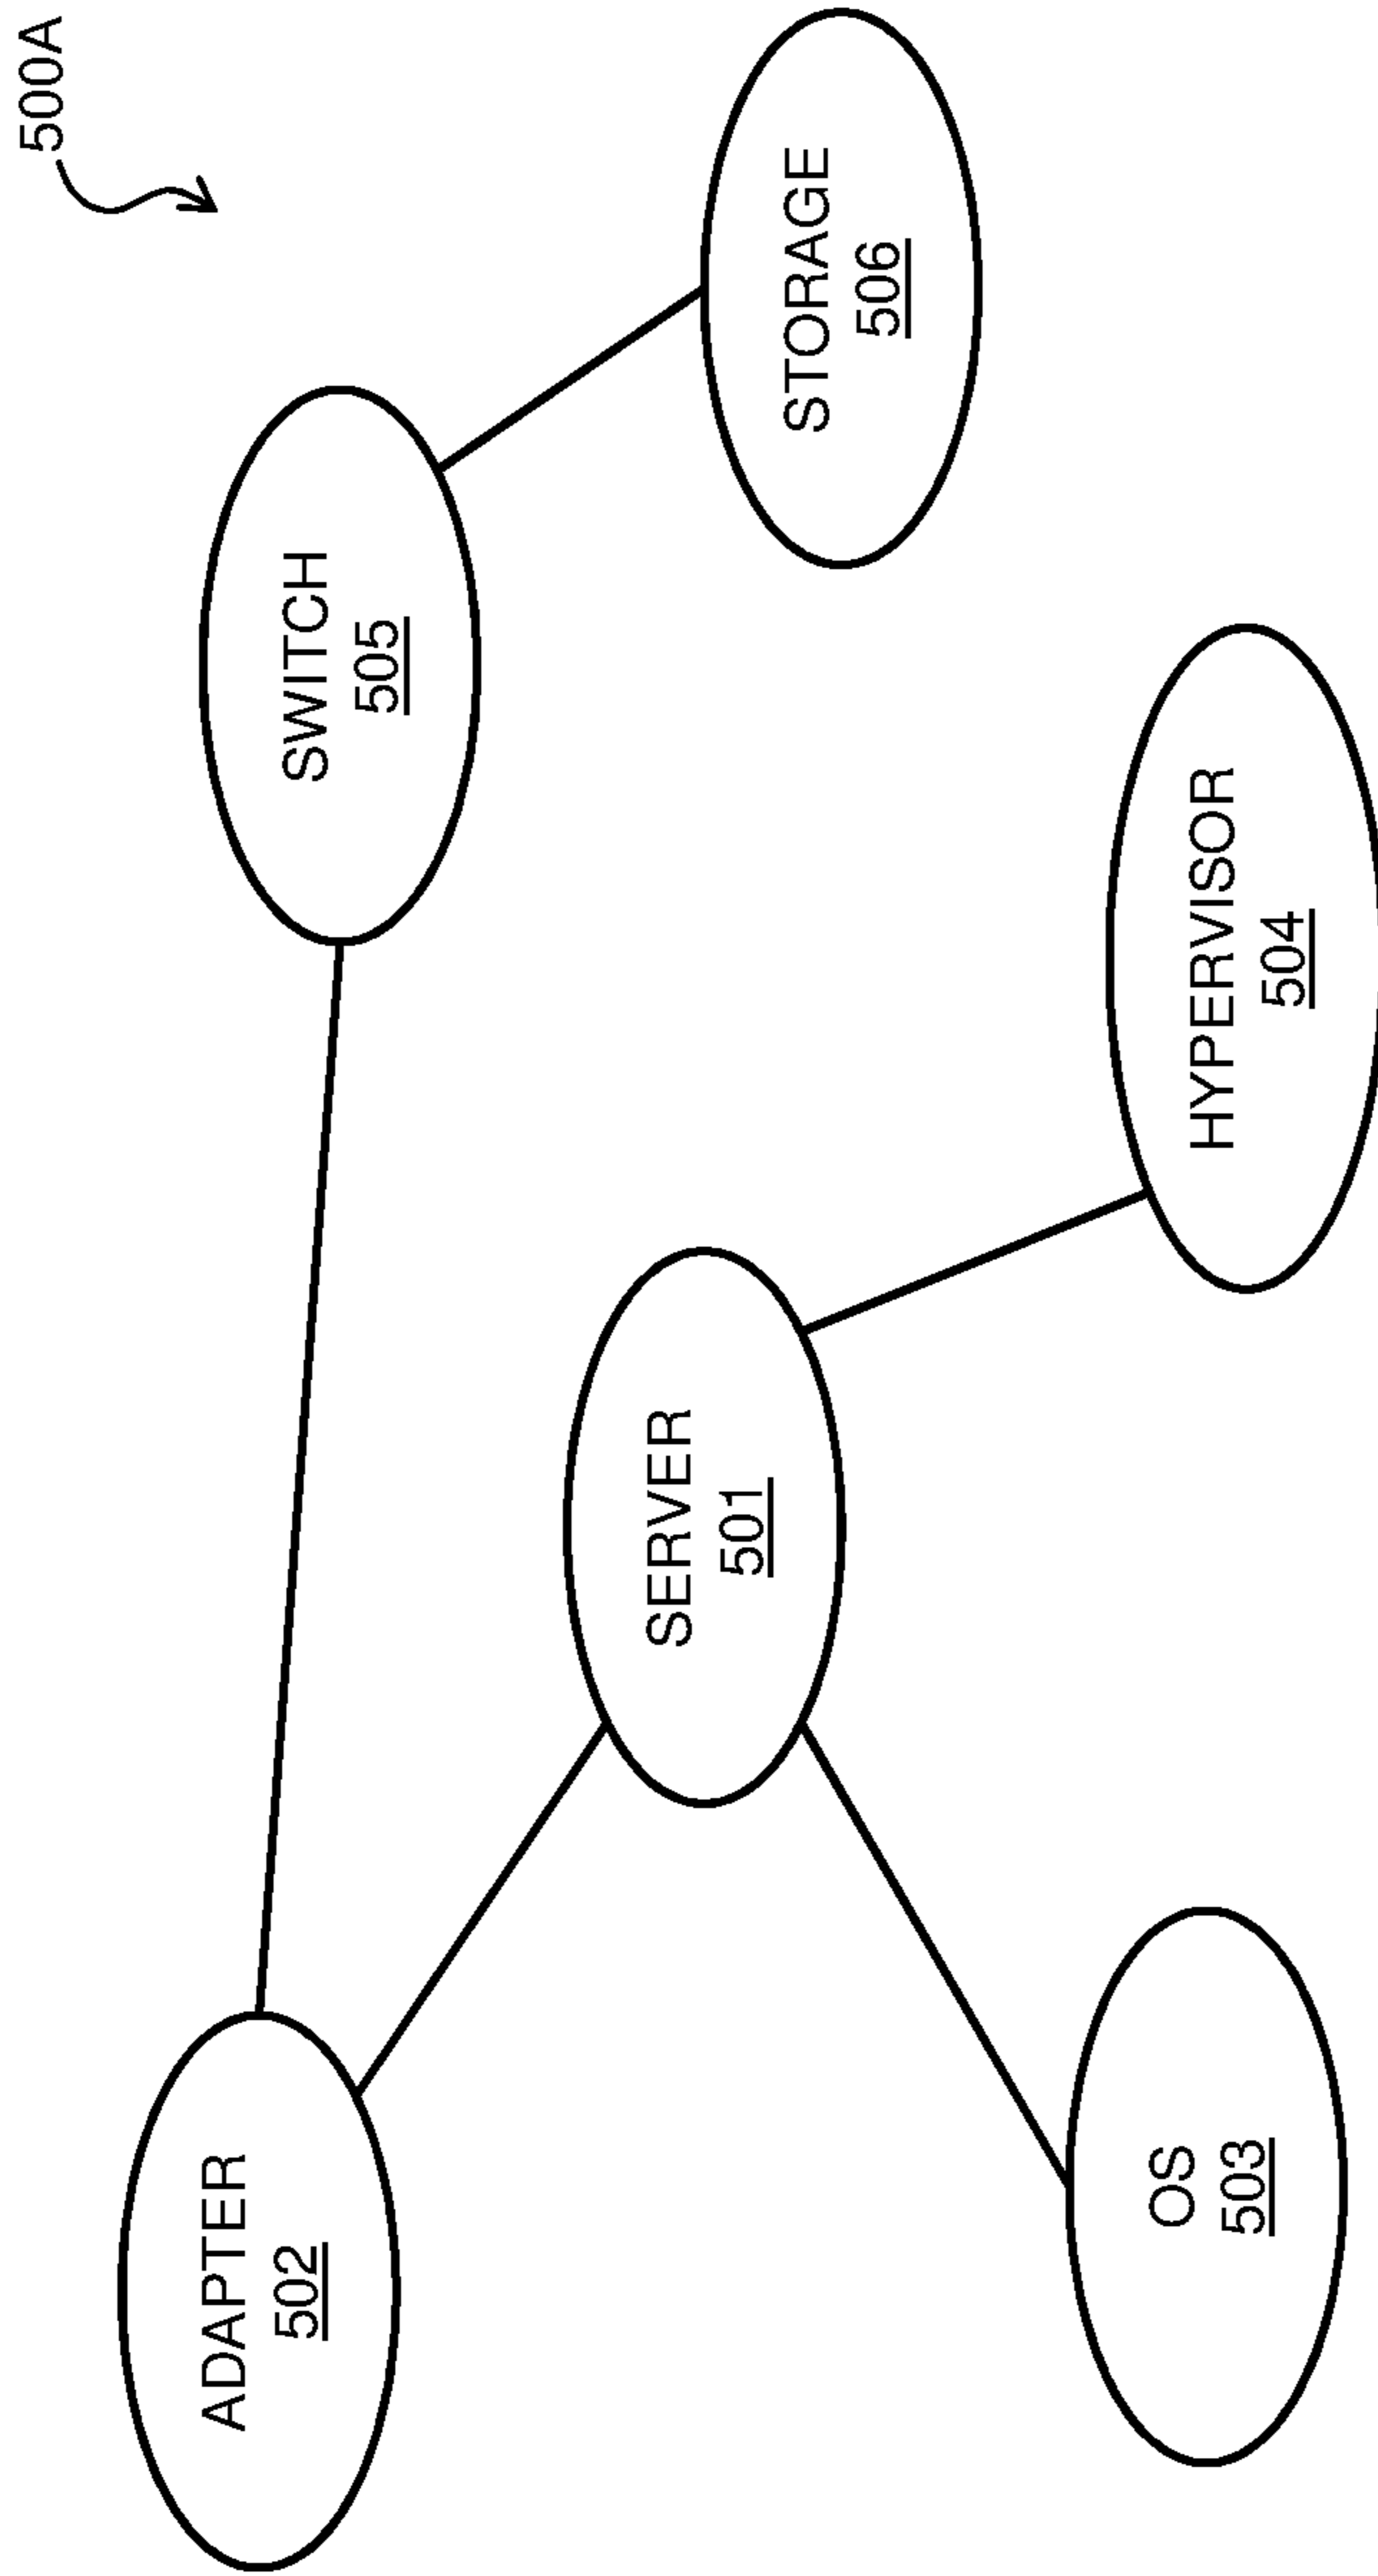 500A
ADAPTER
502
SWITCH
505
SERVER
501
STORAGE
506
OS
503
HYPERVISOR
504